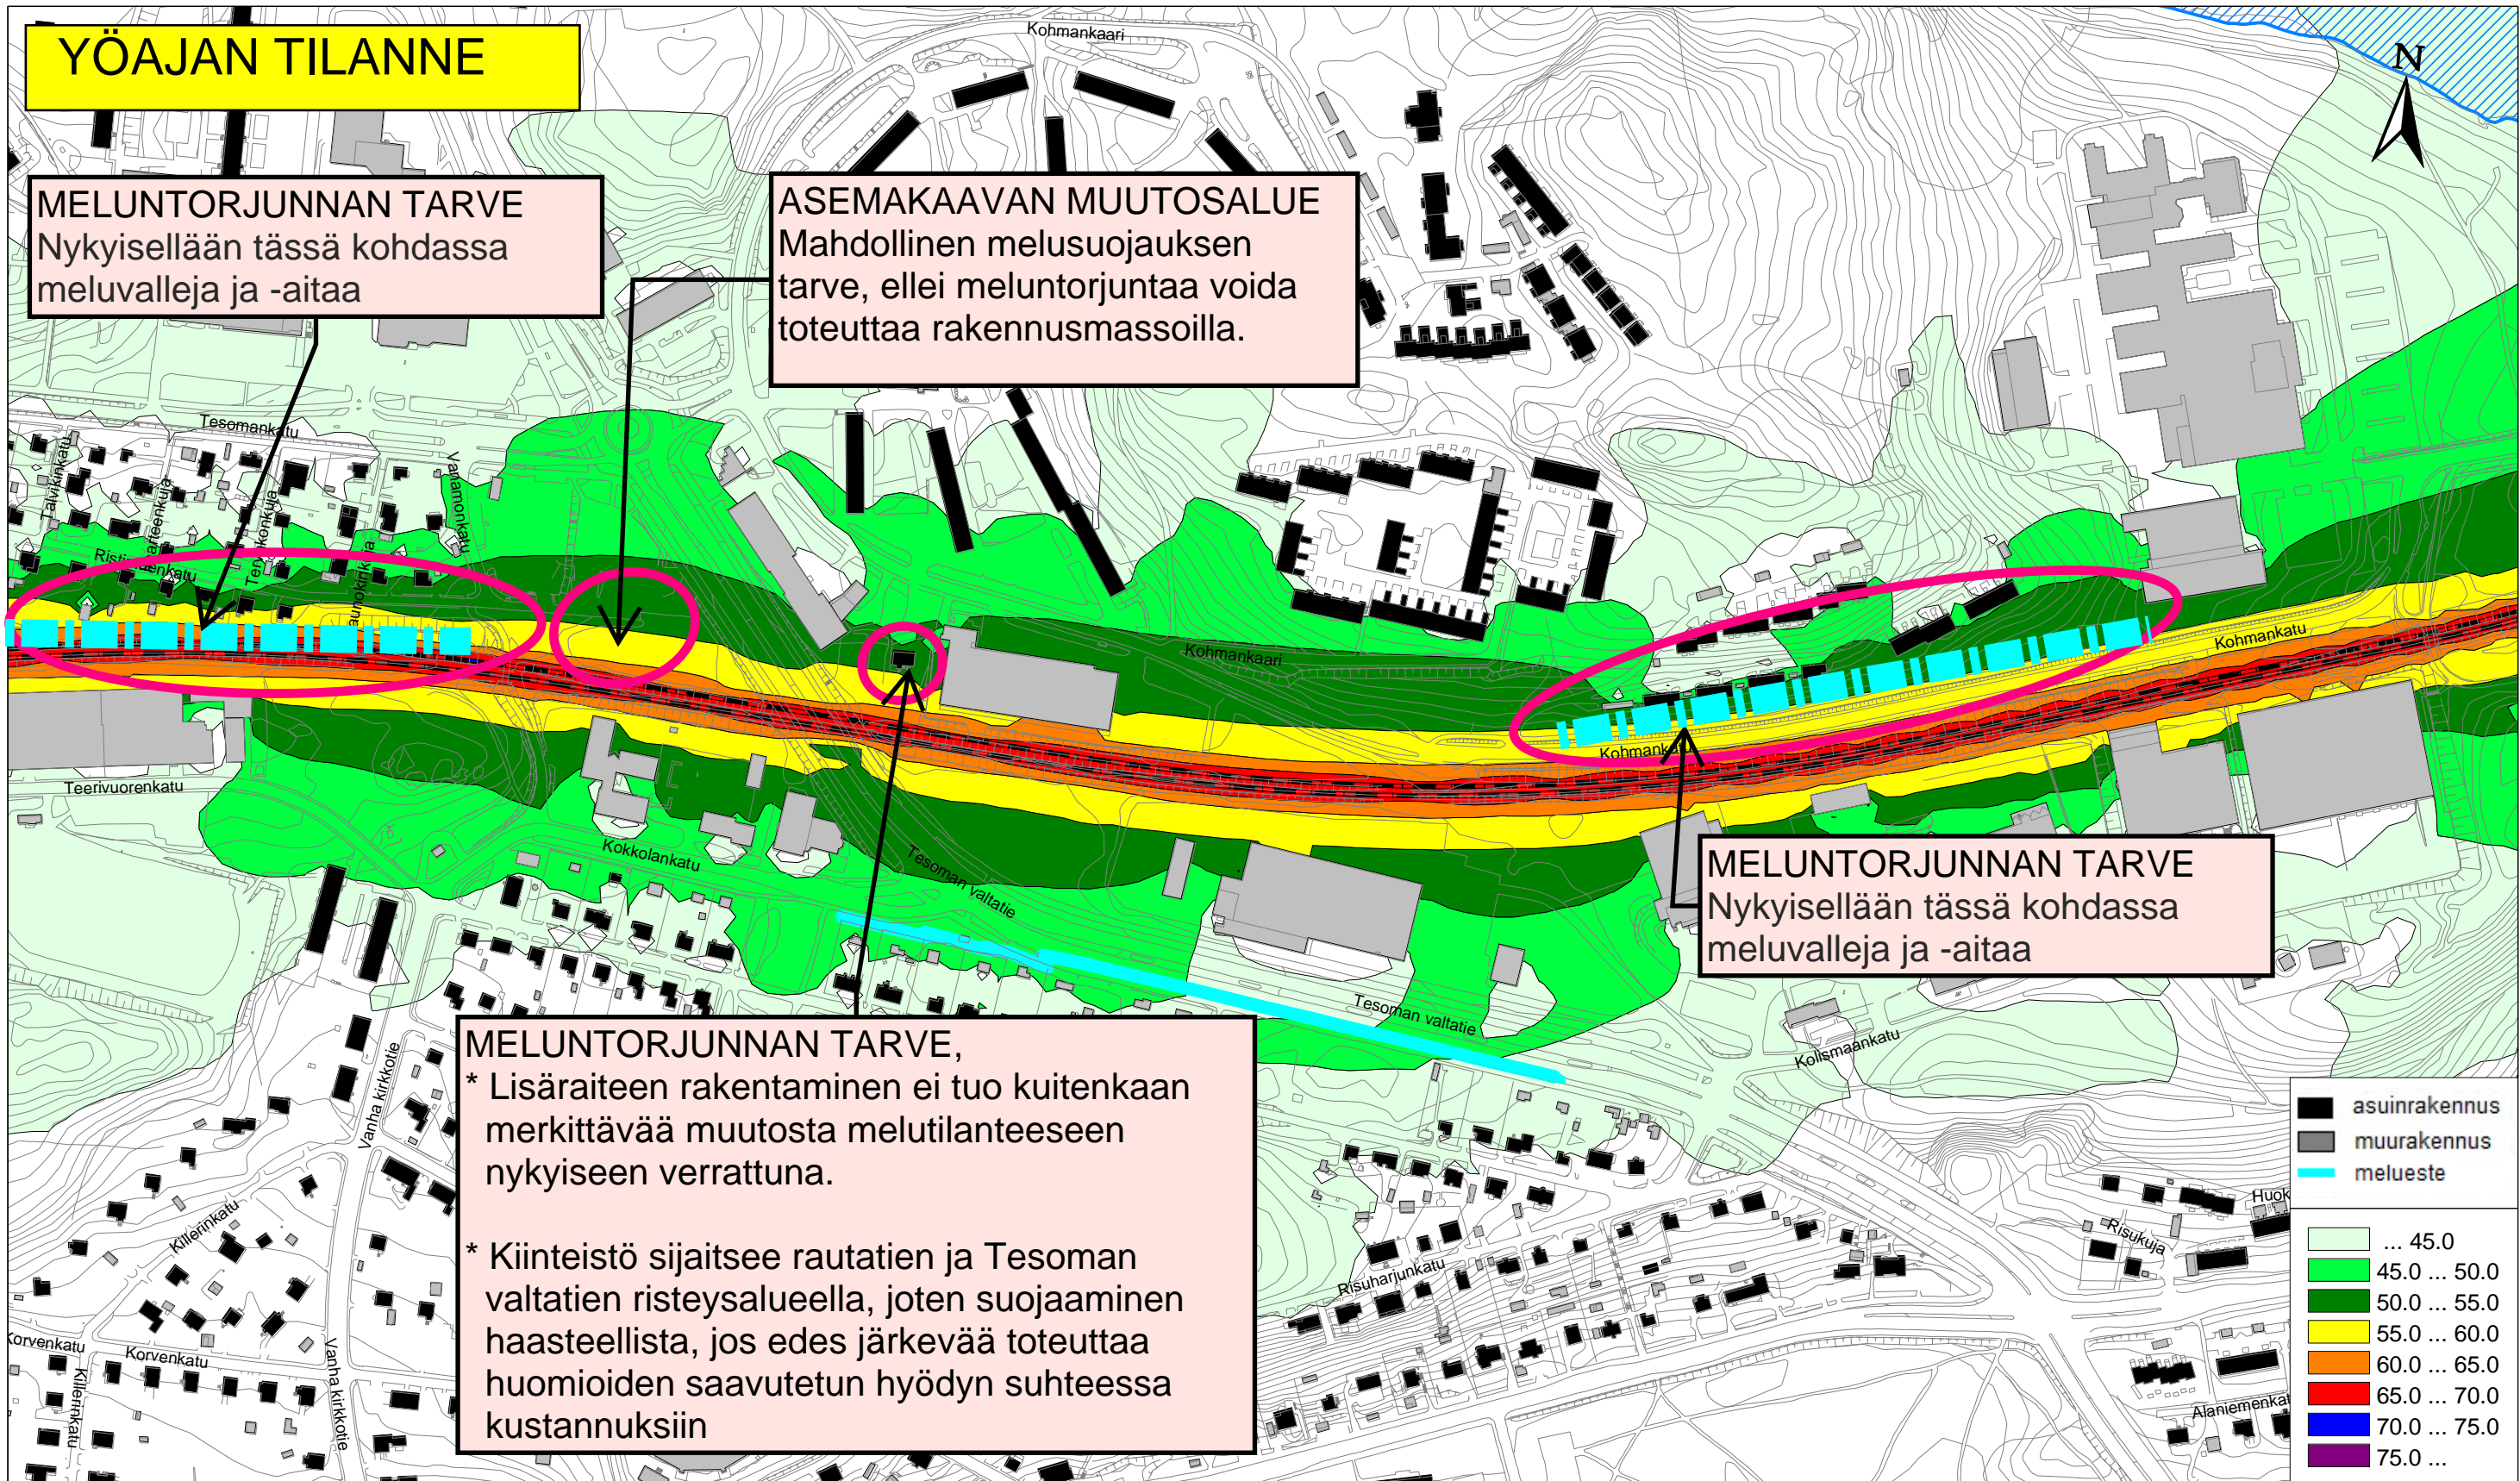 YÖAJAN TILANNE
Kohmankaari
N
MELUNTORJUNNAN TARVE
Nykyisellään tässä kohdassa
meluvalleja ja -aitaa
ASEMAKAAVAN MUUTOSALUE
Mahdollinen melusuojauksen
tarve, ellei meluntorjuntaa voida
toteuttaa rakennusmassoilla.
Tesomankatu
Talvikinkatu
Vanamonkatu
Kohmankaari
Kohmankatu
Kohmankatu
Teerivuorenkatu
Kokkolankatu
Tesoman valtatie
Tesoman valtatie
MELUNTORJUNNAN TARVE
Nykyisellään tässä kohdassa
meluvalleja ja -aitaa
Kolismaankatu
MELUNTORJUNNAN TARVE,
* Lisäraiteen rakentaminen ei tuo kuitenkaan
merkittävää muutosta melutilanteeseen
nykyiseen verrattuna.
* Kiinteistö sijaitsee rautatien ja Tesoman
valtatien risteysalueella, joten suojaaminen
haasteellista, jos edes järkevää toteuttaa
huomioiden saavutetun hyödyn suhteessa
kustannuksiin
Vanha kirkkotie
Killerinkatu
Korvenkatu
Korvenkatu
Killerinkatu
Vanha kirkkotie
Risuharjunkatu
Risukuja
Huok
Alaniemenkat
asuinrakennus
muurakennus
melueste
... 45.0
45.0 ... 50.0
50.0 ... 55.0
55.0 ... 60.0
60.0 ... 65.0
65.0 ... 70.0
70.0 ... 75.0
75.0 ...